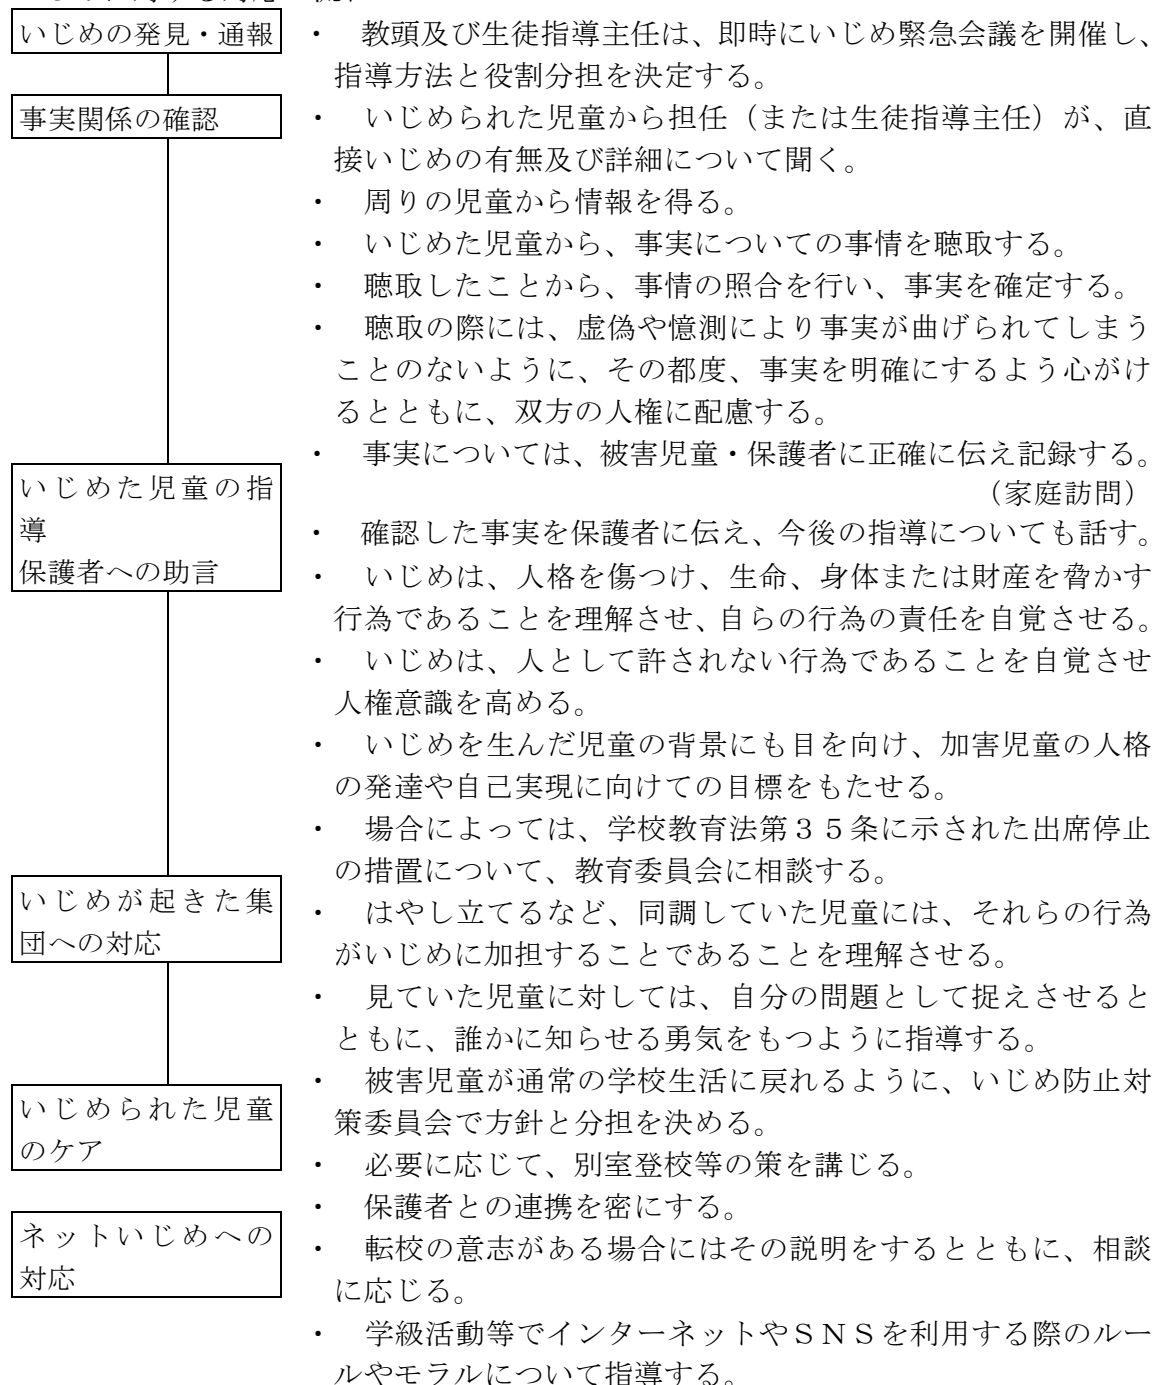 いじめの発見・通報
・　教頭及び生徒指導主任は、即時にいじめ緊急会議を開催し、
指導方法と役割分担を決定する。
事実関係の確認
・　いじめられた児童から担任（または生徒指導主任）が、直
接いじめの有無及び詳細について聞く。
・　周りの児童から情報を得る。
・　いじめた児童から、事実についての事情を聴取する。
・　聴取したことから、事情の照合を行い、事実を確定する。
・　聴取の際には、虚偽や憶測により事実が曲げられてしまう
ことのないように、その都度、事実を明確にするよう心がけ
るとともに、双方の人権に配慮する。
・　事実については、被害児童・保護者に正確に伝え記録する。
（家庭訪問）
いじめた児童の指
導
保護者への助言
・　確認した事実を保護者に伝え、今後の指導についても話す。
・　いじめは、人格を傷つけ、生命、身体または財産を脅かす
行為であることを理解させ、自らの行為の責任を自覚させる。
・　いじめは、人として許されない行為であることを自覚させ
人権意識を高める。
・　いじめを生んだ児童の背景にも目を向け、加害児童の人格
の発達や自己実現に向けての目標をもたせる。
・　場合によっては、学校教育法第３５条に示された出席停止
の措置について、教育委員会に相談する。
いじめが起きた集
団への対応
・　はやし立てるなど、同調していた児童には、それらの行為
がいじめに加担することであることを理解させる。
・　見ていた児童に対しては、自分の問題として捉えさせると
ともに、誰かに知らせる勇気をもつように指導する。
いじめられた児童
のケア
・　被害児童が通常の学校生活に戻れるように、いじめ防止対
策委員会で方針と分担を決める。
・　必要に応じて、別室登校等の策を講じる。
・　保護者との連携を密にする。
・　転校の意志がある場合にはその説明をするとともに、相談
に応じる。
ネットいじめへの
対応
・　学級活動等でインターネットやＳＮＳを利用する際のルー
ルやモラルについて指導する。